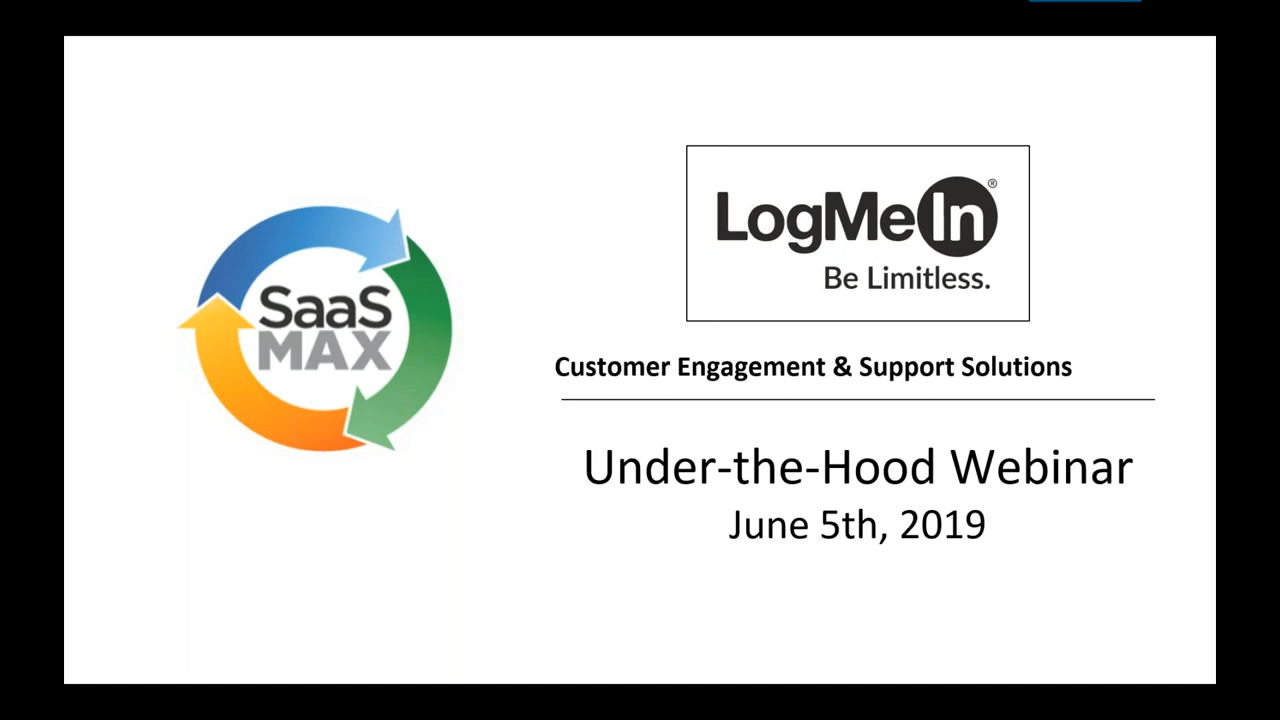 SaaS
MAX
LogMeIn®
Be Limitless.
Customer Engagement & Support Solutions
Under-the-Hood Webinar
June 5th, 2019